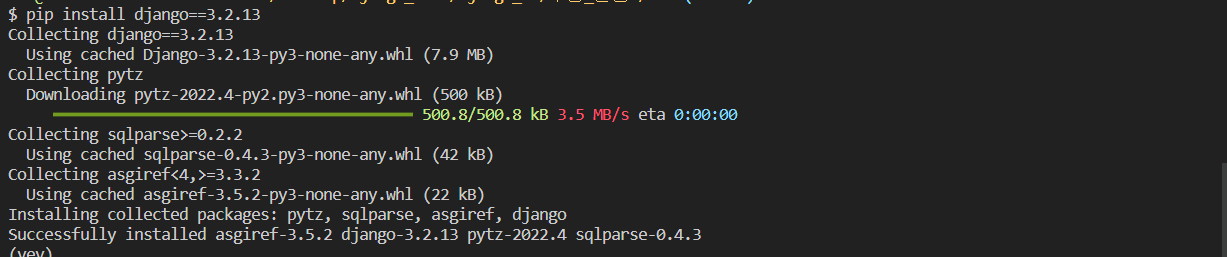 $ pip install django==3.2.13
Collecting django==3.2.13
  Using cached Django-3.2.13-py3-none-any.whl (7.9 MB)
Collecting pytz
  Downloading pytz-2022.4-py2.py3-none-any.whl (500 kB)
500.8/500.8 kB 3.5 MB/s eta 0:00:00
Collecting sqlparse>=0.2.2
  Using cached sqlparse-0.4.3-py3-none-any.whl (42 kB)
Collecting asgiref<4,>=3.3.2
  Using cached asgiref-3.5.2-py3-none-any.whl (22 kB)
Installing collected packages: pytz, sqlparse, asgiref, django
Successfully installed asgiref-3.5.2 django-3.2.13 pytz-2022.4 sqlparse-0.4.3